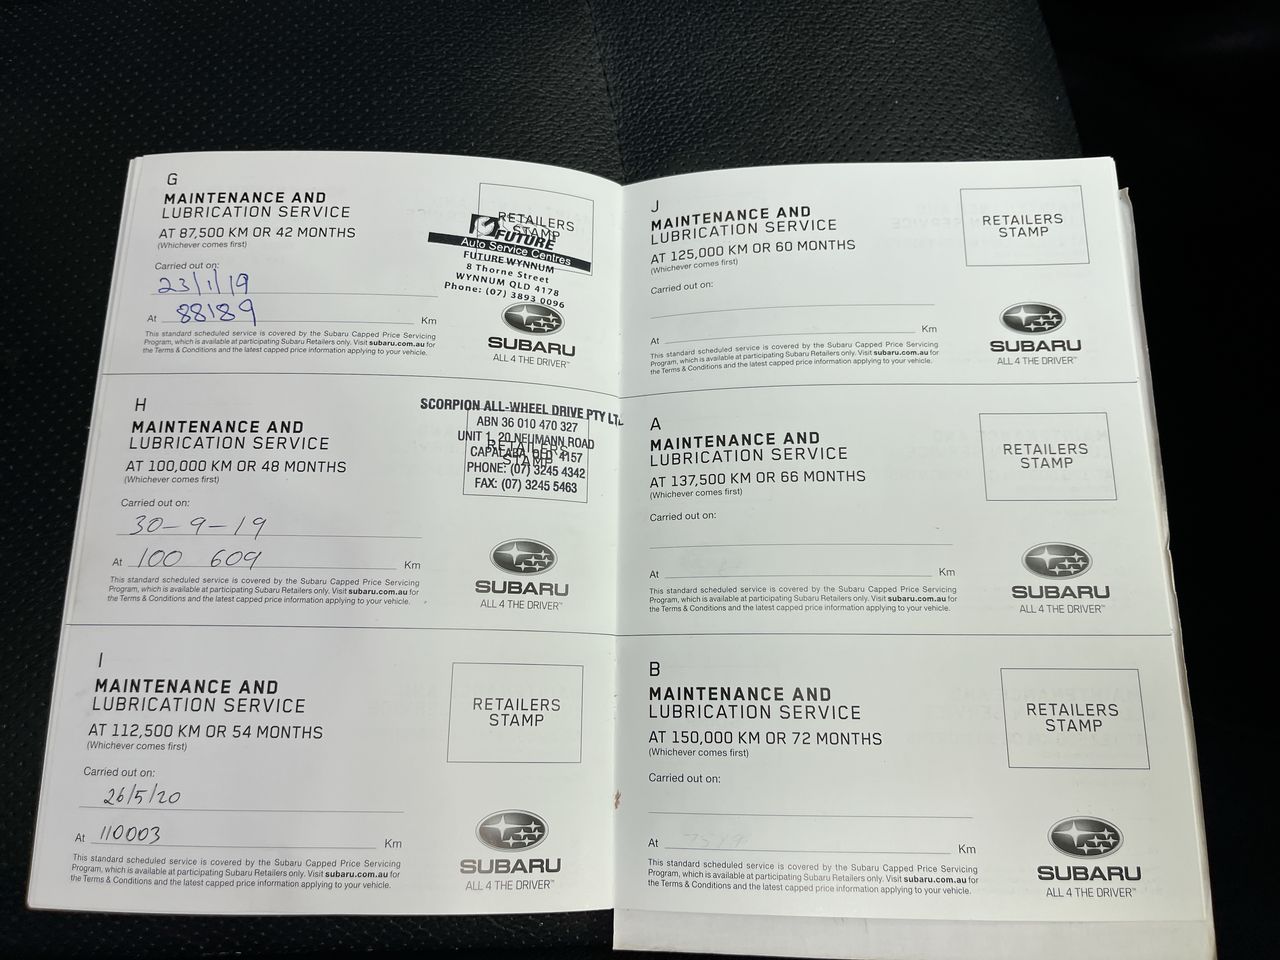 G
MAINTENANCE AND
LUBRICATION SERVICE
AT 87,500 KM OR 42 MONTHS
(Whichever comes first)
Carried out on:
23/1/19
At 88189 Km
This standard scheduled service is covered by the Subaru Capped Price Servicing
Program, which is available at participating Subaru Retailers only. Visit subaru.com.au for
the Terms & Conditions and the latest capped price information applying to your vehicle.
RETAILERS
STAMP
FUTURE
Auto Service Centres
FUTURE WYNNUM
8 Thorne Street
WYNNUM QLD 4178
Phone: (07) 3893 0096
SUBARU
ALL 4 THE DRIVER™
H
MAINTENANCE AND
LUBRICATION SERVICE
AT 100,000 KM OR 48 MONTHS
(Whichever comes first)
Carried out on:
30-9-19
At 100 609 Km
This standard scheduled service is covered by the Subaru Capped Price Servicing
Program, which is available at participating Subaru Retailers only. Visit subaru.com.au for
the Terms & Conditions and the latest capped price information applying to your vehicle.
SCORPION ALL-WHEEL DRIVE PTY LTD
ABN 36 010 470 327
UNIT 1, 20 NEUMANN ROAD
RETAILERS
CAPALABA QLD 4157
STAMP
PHONE: (07) 3245 4342
FAX: (07) 3245 5463
SUBARU
ALL 4 THE DRIVER™
I
MAINTENANCE AND
LUBRICATION SERVICE
AT 112,500 KM OR 54 MONTHS
(Whichever comes first)
Carried out on:
26/5/20
At 110003 Km
This standard scheduled service is covered by the Subaru Capped Price Servicing
Program, which is available at participating Subaru Retailers only. Visit subaru.com.au for
the Terms & Conditions and the latest capped price information applying to your vehicle.
RETAILERS
STAMP
SUBARU
ALL 4 THE DRIVER™
J
MAINTENANCE AND
LUBRICATION SERVICE
AT 125,000 KM OR 60 MONTHS
(Whichever comes first)
Carried out on:
At Km
This standard scheduled service is covered by the Subaru Capped Price Servicing
Program, which is available at participating Subaru Retailers only. Visit subaru.com.au for
the Terms & Conditions and the latest capped price information applying to your vehicle.
RETAILERS
STAMP
SUBARU
ALL 4 THE DRIVER™
A
MAINTENANCE AND
LUBRICATION SERVICE
AT 137,500 KM OR 66 MONTHS
(Whichever comes first)
Carried out on:
At Km
This standard scheduled service is covered by the Subaru Capped Price Servicing
Program, which is available at participating Subaru Retailers only. Visit subaru.com.au for
the Terms & Conditions and the latest capped price information applying to your vehicle.
RETAILERS
STAMP
SUBARU
ALL 4 THE DRIVER™
B
MAINTENANCE AND
LUBRICATION SERVICE
AT 150,000 KM OR 72 MONTHS
(Whichever comes first)
Carried out on:
At Km
This standard scheduled service is covered by the Subaru Capped Price Servicing
Program, which is available at participating Subaru Retailers only. Visit subaru.com.au for
the Terms & Conditions and the latest capped price information applying to your vehicle.
RETAILERS
STAMP
SUBARU
ALL 4 THE DRIVER™